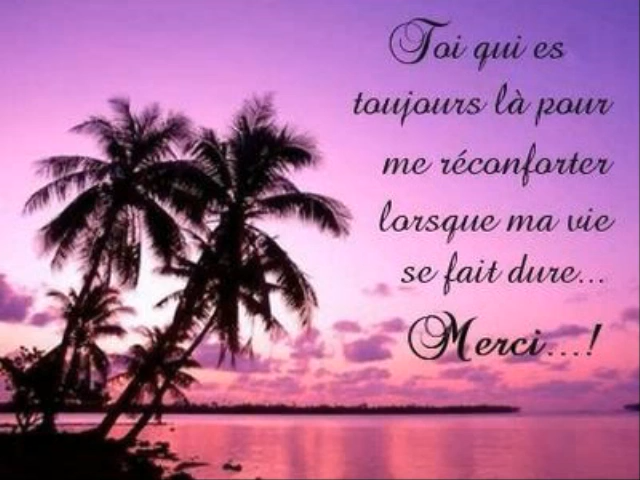 Toi qui es
toujours là pour
me réconforter
lorsque ma vie
se fait dure...
Merci...!